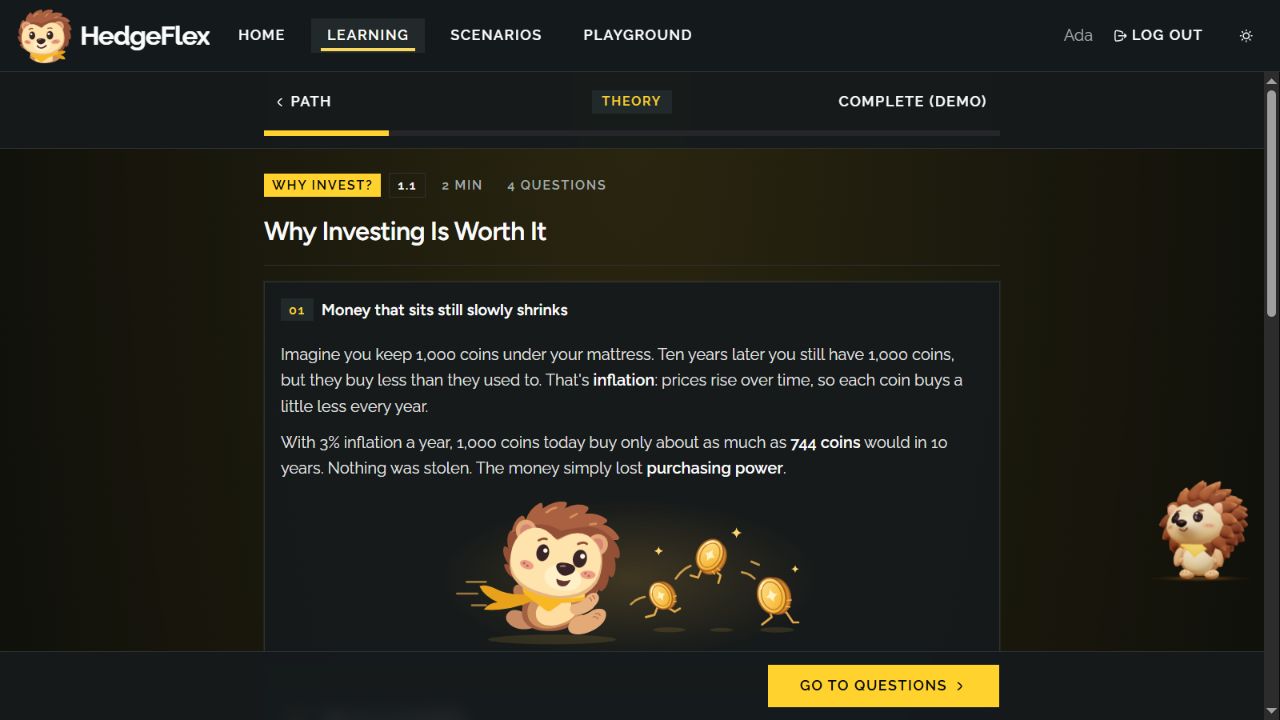 HedgeFlex
HOME
LEARNING
SCENARIOS
PLAYGROUND
Ada
LOG OUT
PATH
THEORY
COMPLETE (DEMO)
WHY INVEST?
1.1
2 MIN
4 QUESTIONS
Why Investing Is Worth It
01
Money that sits still slowly shrinks
Imagine you keep 1,000 coins under your mattress. Ten years later you still have 1,000 coins,
but they buy less than they used to. That's inflation: prices rise over time, so each coin buys a
little less every year.
With 3% inflation a year, 1,000 coins today buy only about as much as 744 coins would in 10
years. Nothing was stolen. The money simply lost purchasing power.
GO TO QUESTIONS